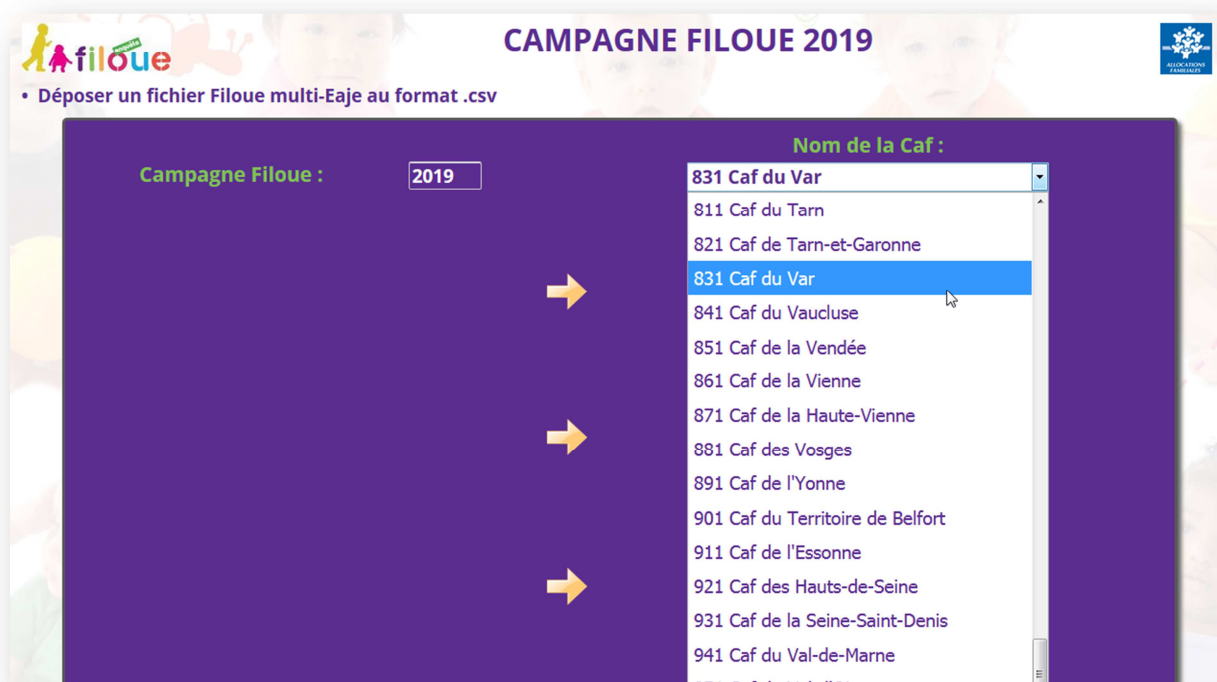 enquête
filoue
CAMPAGNE FILOUE 2019
ALLOCATIONS
FAMILIALES
• Déposer un fichier Filoue multi-Eaje au format .csv
Nom de la Caf :
Campagne Filoue :
2019
831 Caf du Var
811 Caf du Tarn
821 Caf de Tarn-et-Garonne
831 Caf du Var
841 Caf du Vaucluse
851 Caf de la Vendée
861 Caf de la Vienne
871 Caf de la Haute-Vienne
881 Caf des Vosges
891 Caf de l'Yonne
901 Caf du Territoire de Belfort
911 Caf de l'Essonne
921 Caf des Hauts-de-Seine
931 Caf de la Seine-Saint-Denis
941 Caf du Val-de-Marne